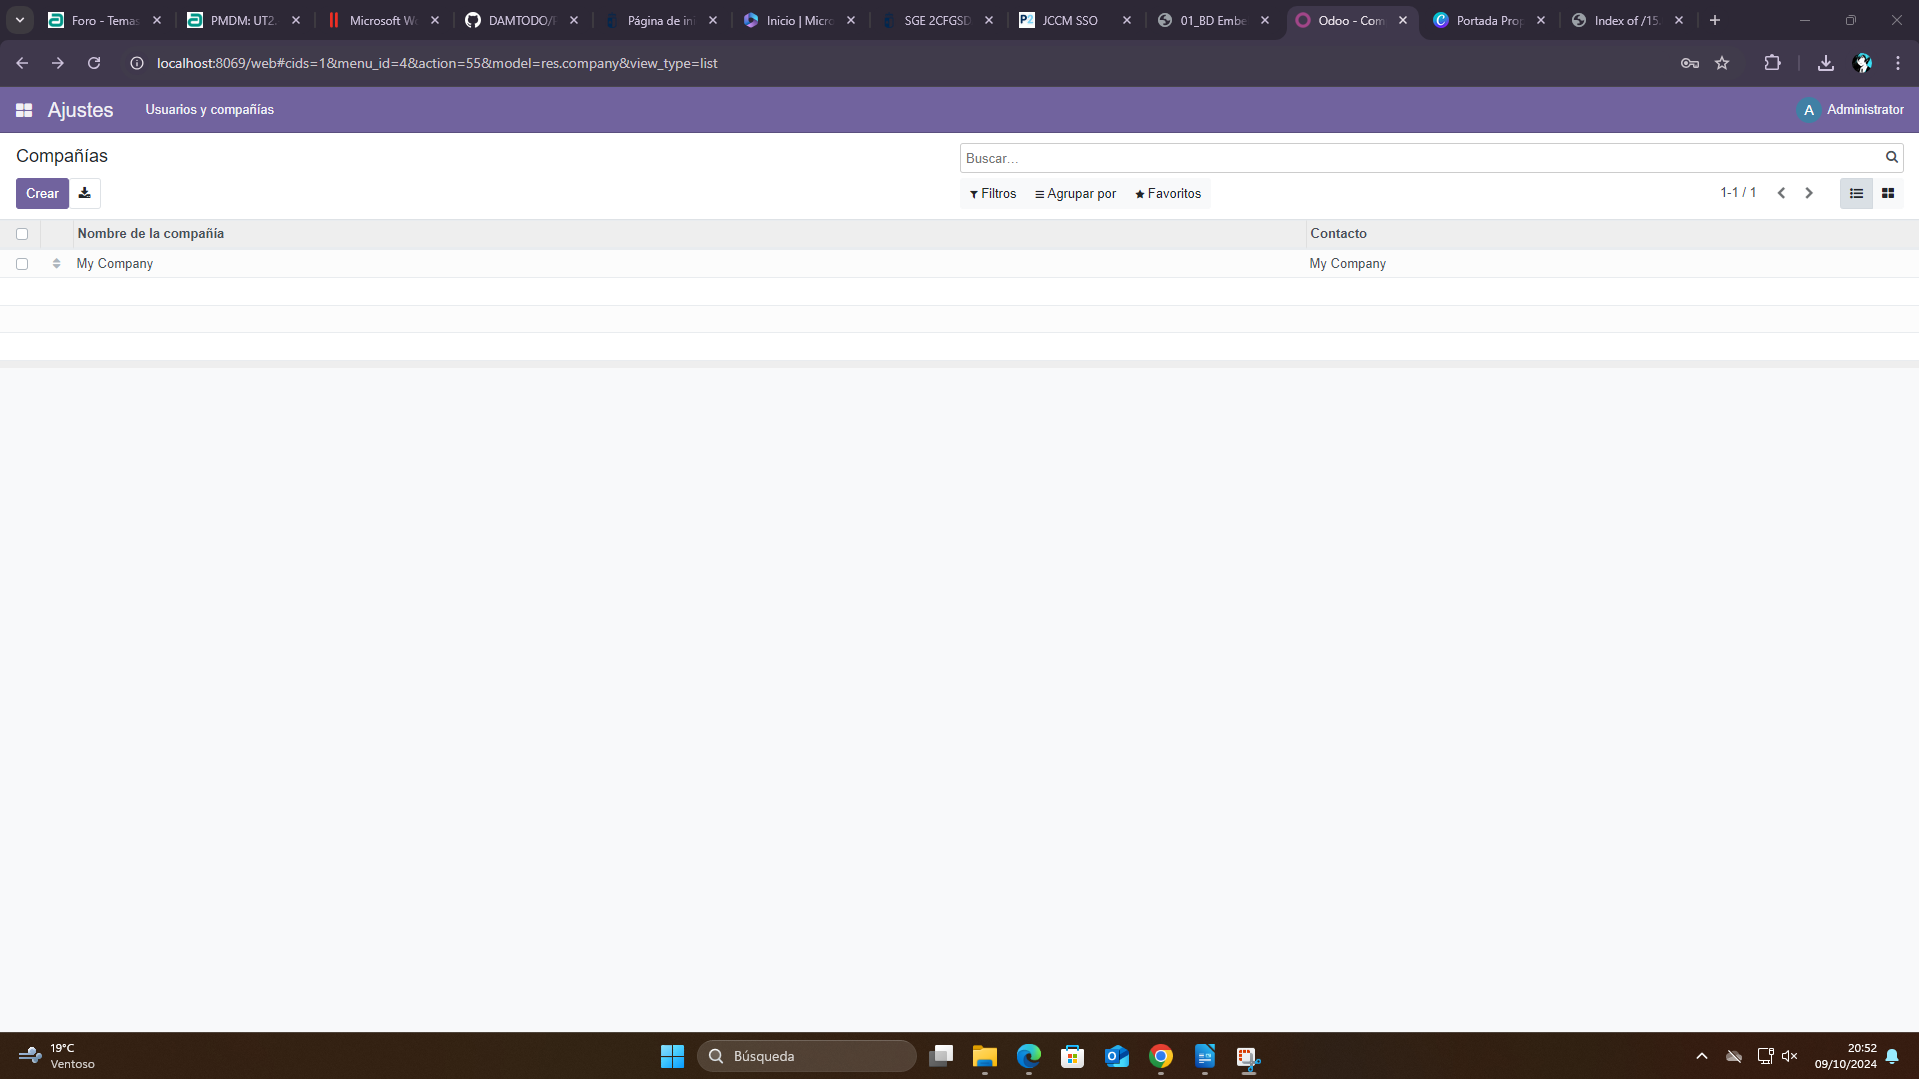 Foro - Temas
PMDM: UT2.
Microsoft Wo
DAMTODO/P
Página de ini
Inicio | Micro
SGE 2CFGSD
JCCM SSO
01_BD Embe
Odoo - Com
Portada Prop
Index of /15.
localhost:8069/web#cids=1&menu_id=4&action=55&model=res.company&view_type=list
Ajustes
Usuarios y compañías
A Administrator
Compañías
Buscar...
Crear
Filtros
Agrupar por
Favoritos
1-1 / 1
Nombre de la compañía
Contacto
My Company
My Company
19°C
Ventoso
Búsqueda
20:52
09/10/2024